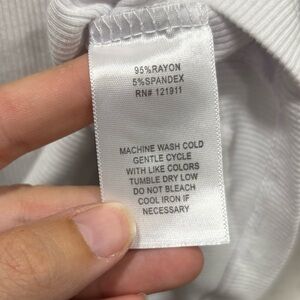 95%RAYON
5%SPANDEX
RN# 121911
MACHINE WASH COLD
GENTLE CYCLE
WITH LIKE COLORS
TUMBLE DRY LOW
DO NOT BLEACH
COOL IRON IF
NECESSARY